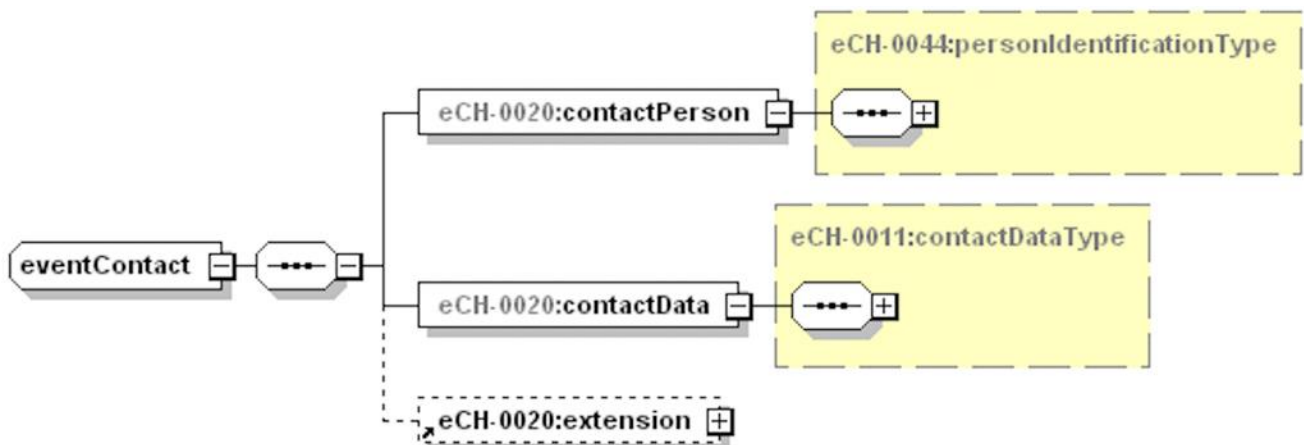 eCH-0044:personIdentificationType
eCH-0020:contactPerson
eCH-0011:contactDataType
eventContact
eCH-0020:contactData
eCH-0020:extension